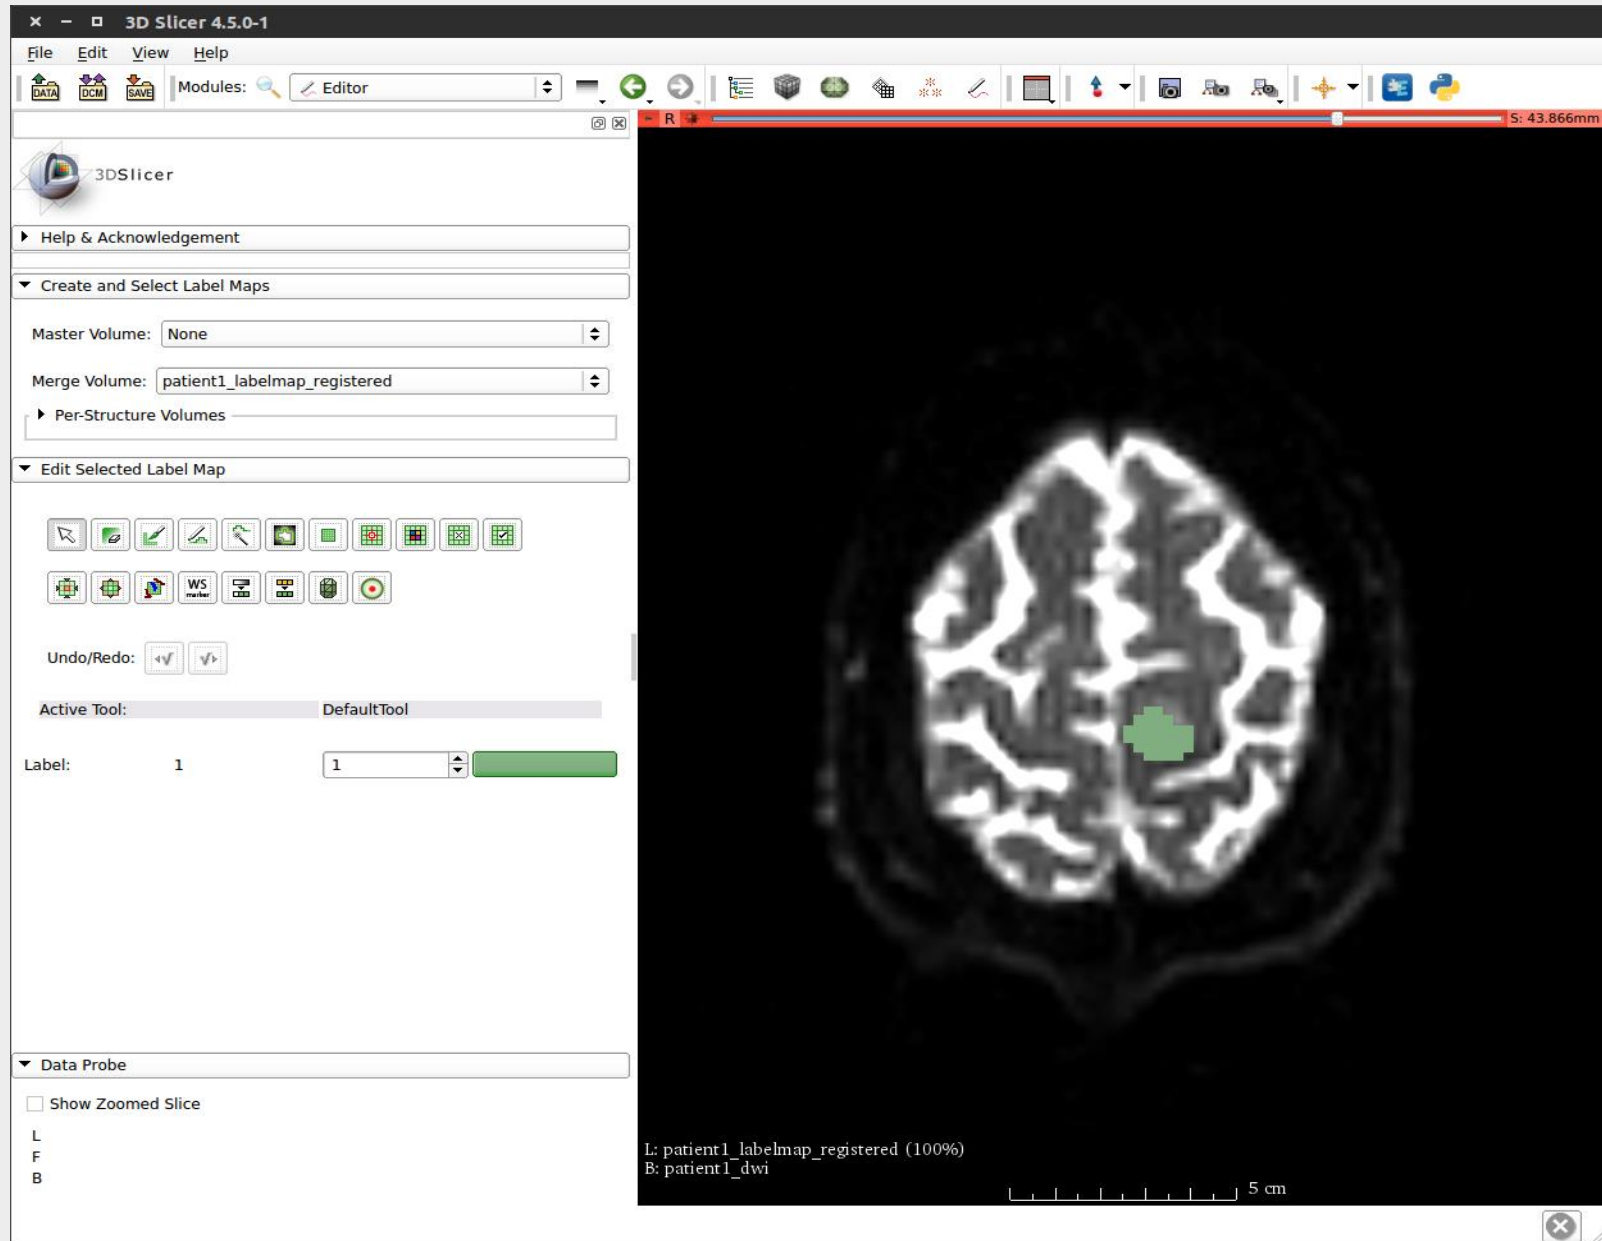 3D Slicer 4.5.0-1
File Edit View Help
DATA DCM SAVE Modules: Editor
R S: 43.866mm
3DSlicer
Help & Acknowledgement
Create and Select Label Maps
Master Volume: None
Merge Volume: patient1_labelmap_registered
Per-Structure Volumes
Edit Selected Label Map
WS
marker
Undo/Redo:
Active Tool: DefaultTool
Label: 1 1
Data Probe
Show Zoomed Slice
L
F
B
L: patient1_labelmap_registered (100%)
B: patient1_dwi
5 cm